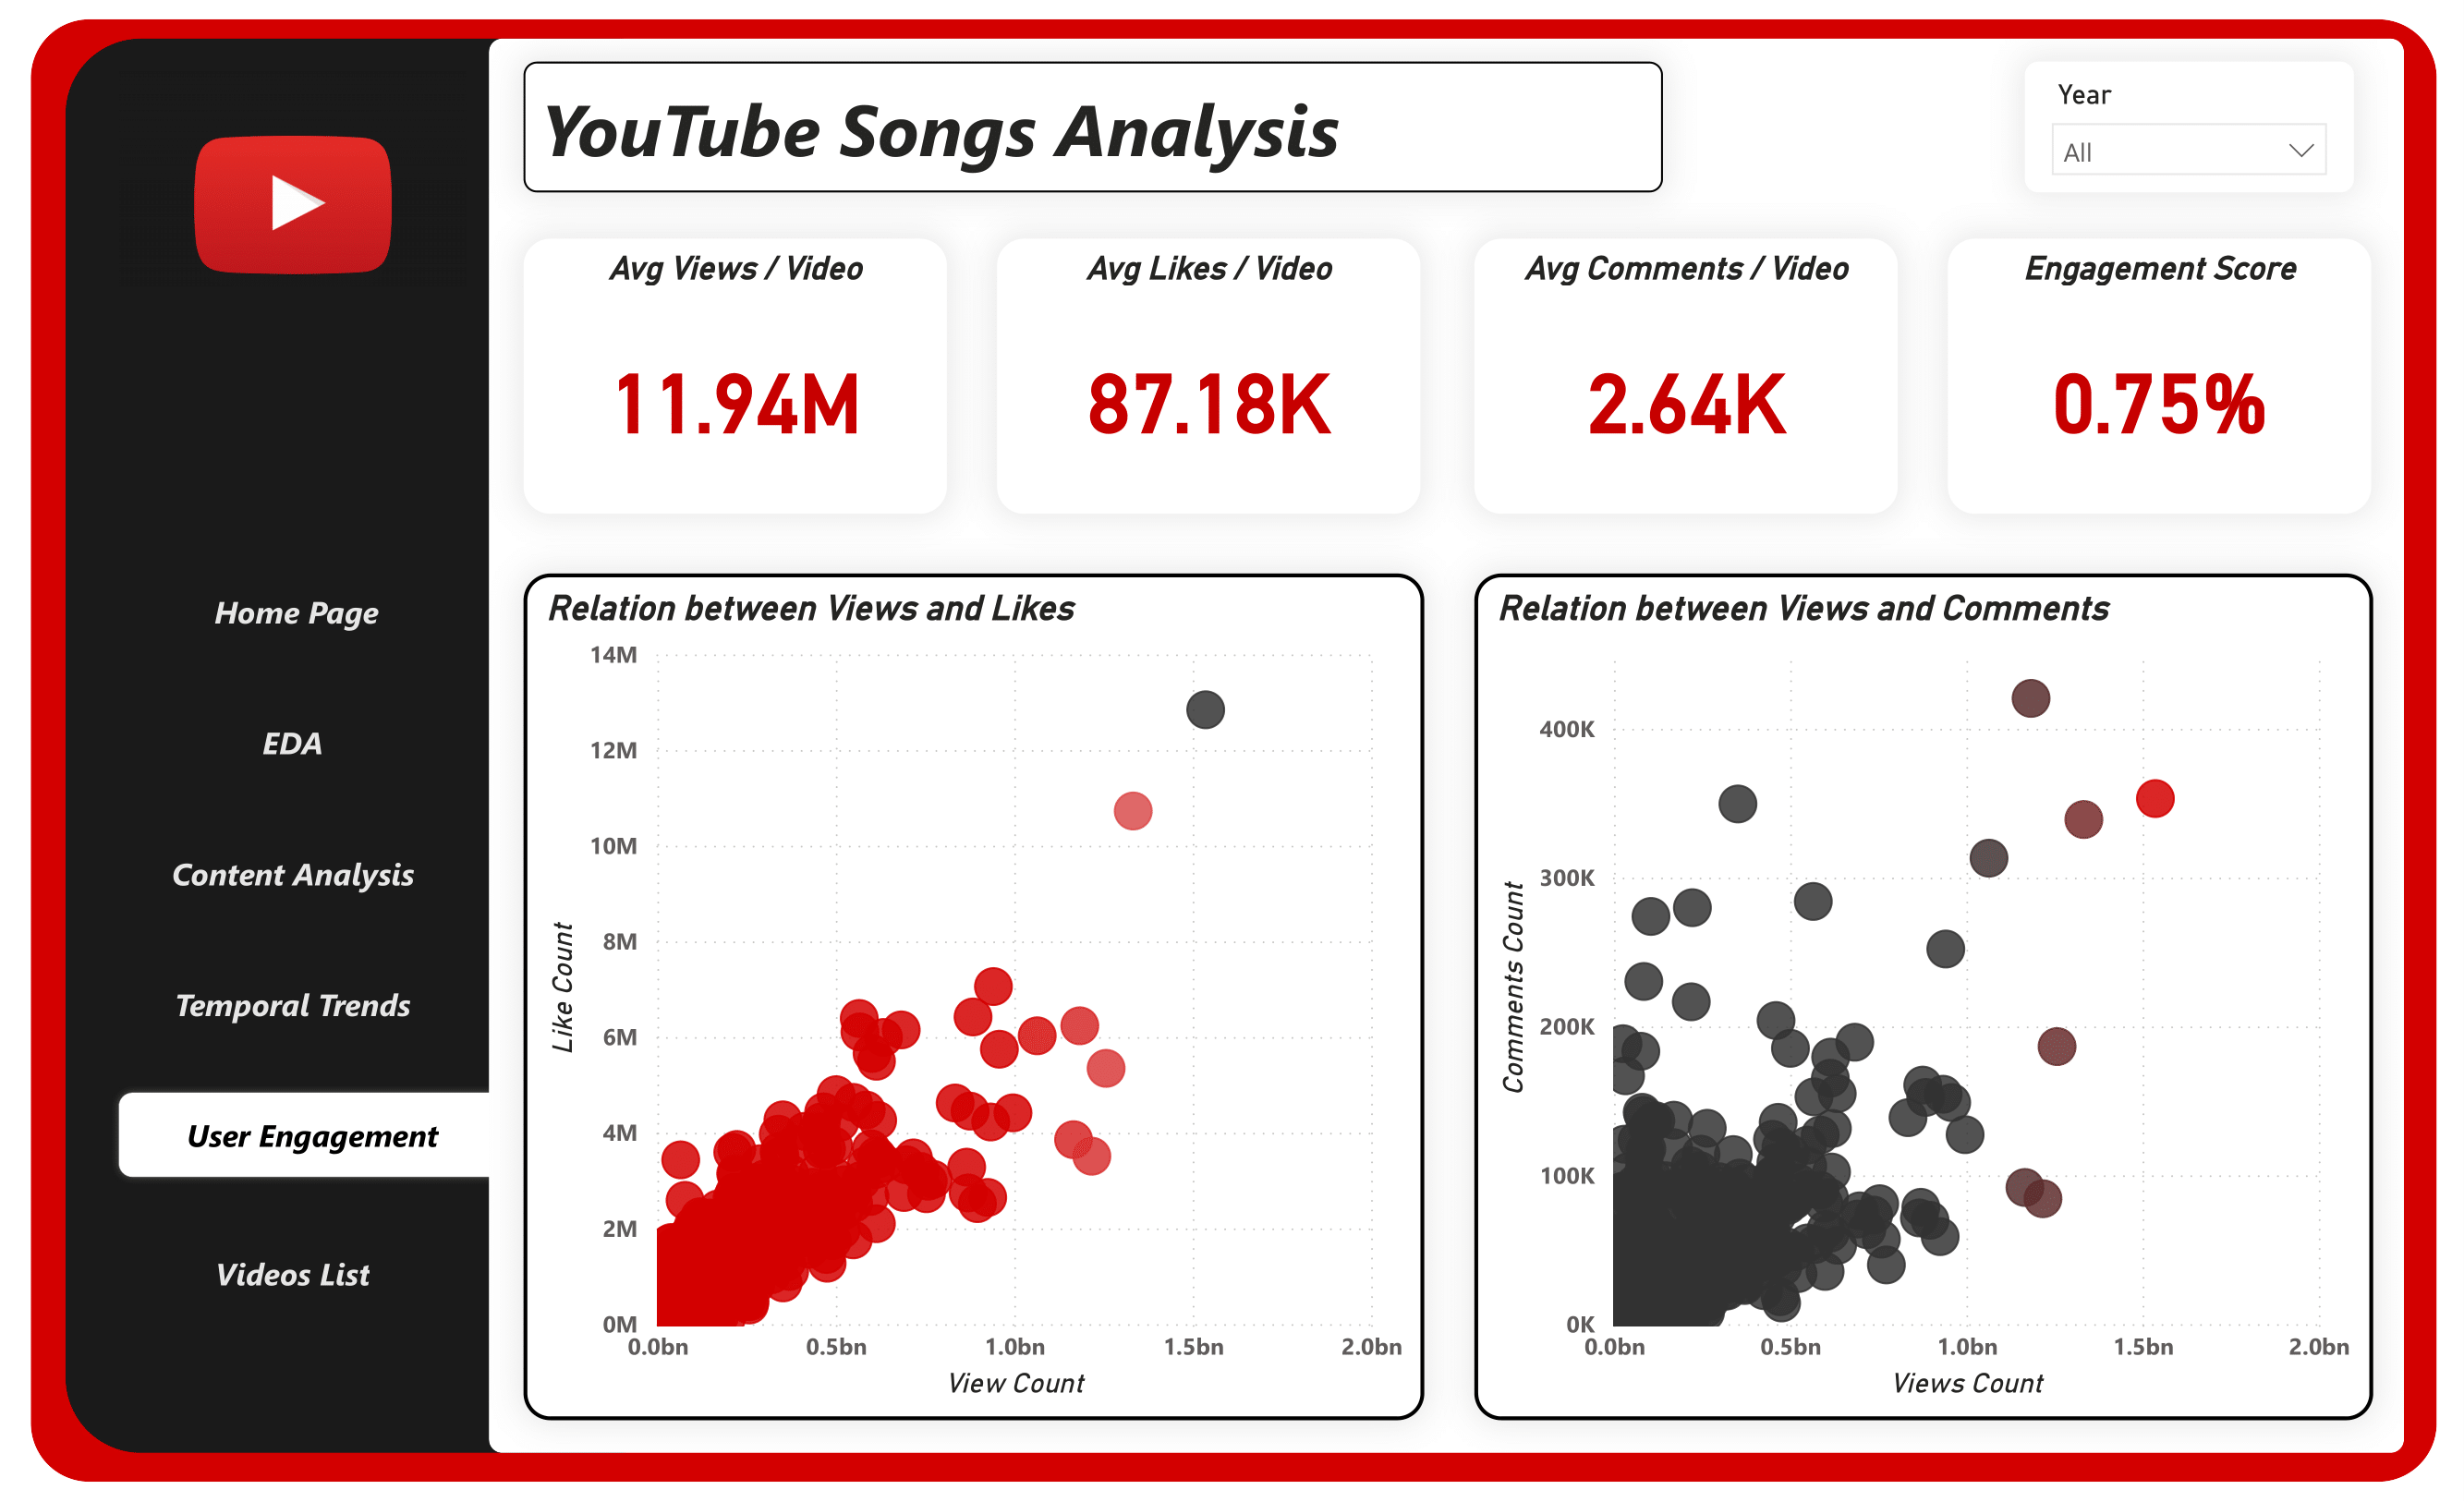 YouTube Songs Analysis
Year
All
Avg Views / Video
11.94M
Avg Likes / Video
87.18K
Avg Comments / Video
2.64K
Engagement Score
0.75%
Home Page
EDA
Content Analysis
Temporal Trends
User Engagement
Videos List
Relation between Views and Likes
14M
12M
10M
8M
6M
4M
2M
0M
Like Count
0.0bn 0.5bn 1.0bn 1.5bn 2.0bn
View Count
Relation between Views and Comments
400K
300K
200K
100K
0K
Comments Count
0.0bn 0.5bn 1.0bn 1.5bn 2.0bn
Views Count